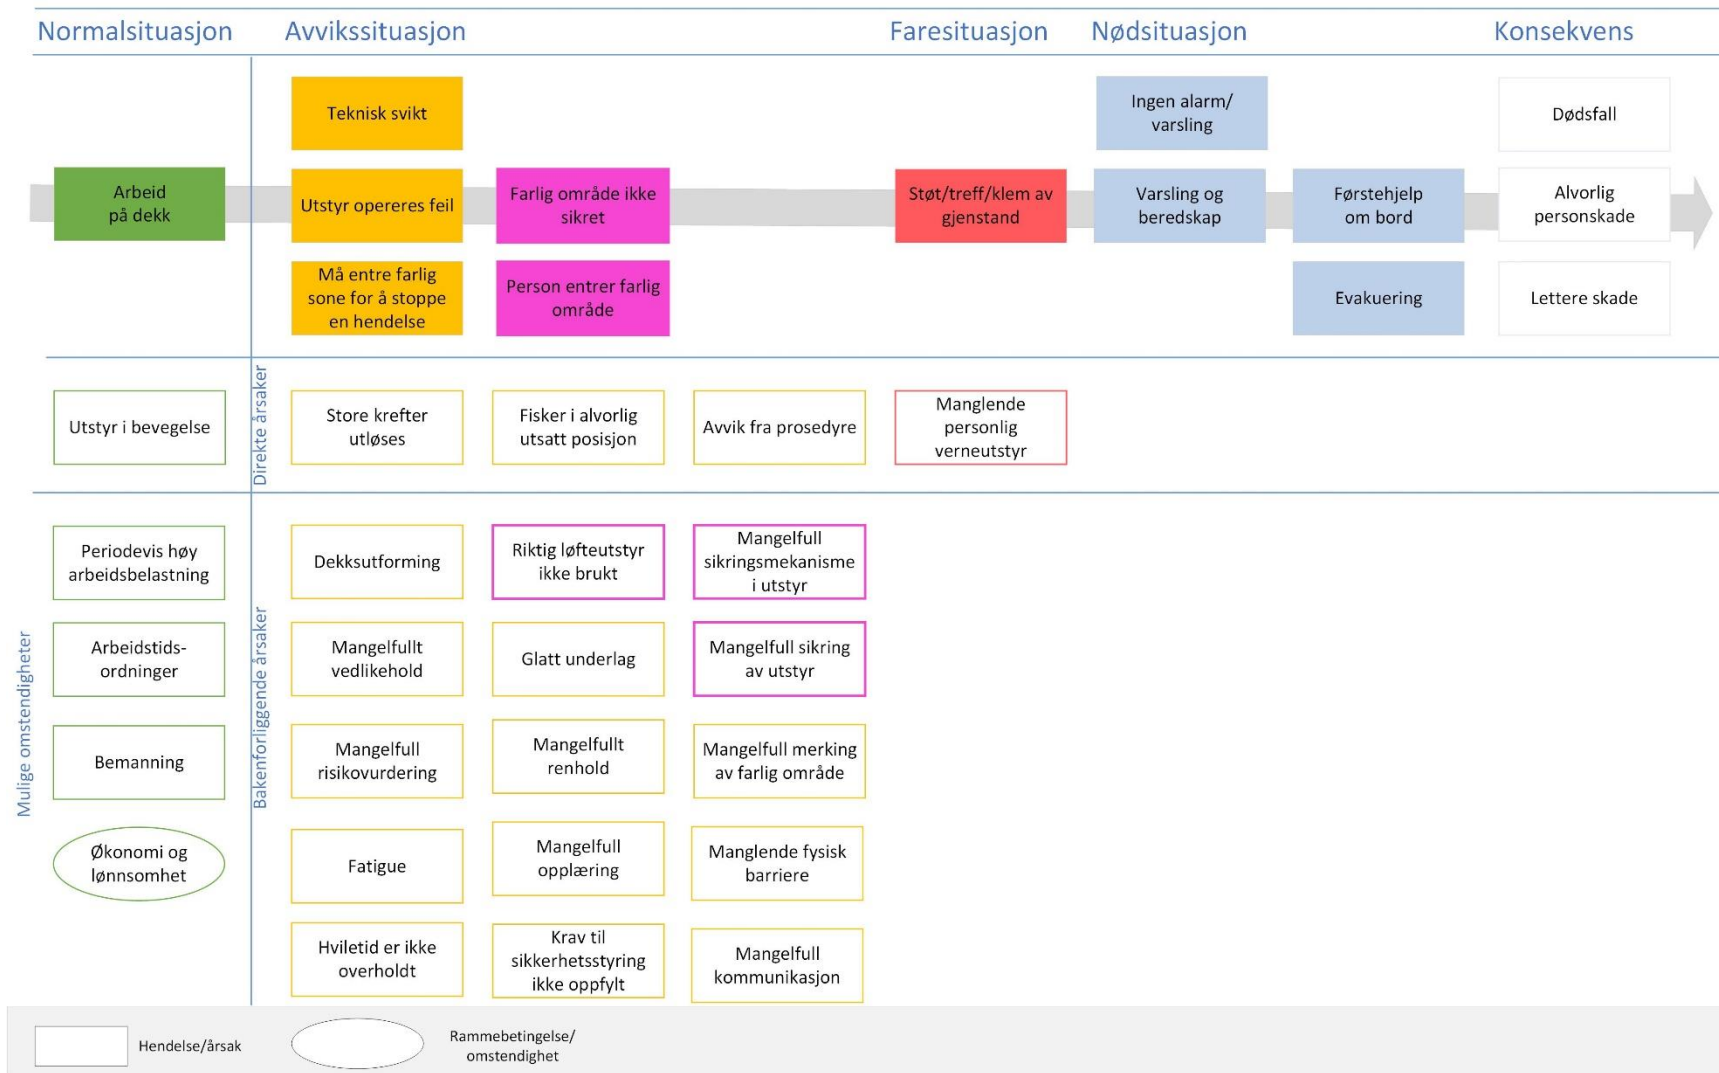 Normalsituasjon
Avvikssituasjon
Faresituasjon
Nødsituasjon
Konsekvens
Teknisk svikt
Ingen alarm/
varsling
Dødsfall
Arbeid
på dekk
Utstyr opereres feil
Farlig område ikke
sikret
Støt/treff/klem av
gjenstand
Varsling og
beredskap
Førstehjelp
om bord
Alvorlig
personskade
Må entre farlig
sone for å stoppe
en hendelse
Person entrer farlig
område
Evakuering
Lettere skade
Direkte årsaker
Utstyr i bevegelse
Store krefter
utløses
Fisker i alvorlig
utsatt posisjon
Avvik fra prosedyre
Manglende
personlig
verneutstyr
Mulige omstendigheter
Bakenforliggende årsaker
Periodevis høy
arbeidsbelastning
Dekksutforming
Riktig løfteutstyr
ikke brukt
Mangelfull
sikringsmekanisme
i utstyr
Arbeidstids-
ordninger
Mangelfullt
vedlikehold
Glatt underlag
Mangelfull sikring
av utstyr
Bemanning
Mangelfull
risikovurdering
Mangelfullt
renhold
Mangelfull merking
av farlig område
Økonomi og
lønnsomhet
Fatigue
Mangelfull
opplæring
Manglende fysisk
barriere
Hviletid er ikke
overholdt
Krav til
sikkerhetsstyring
ikke oppfylt
Mangelfull
kommunikasjon
Hendelse/årsak
Rammebetingelse/
omstendighet